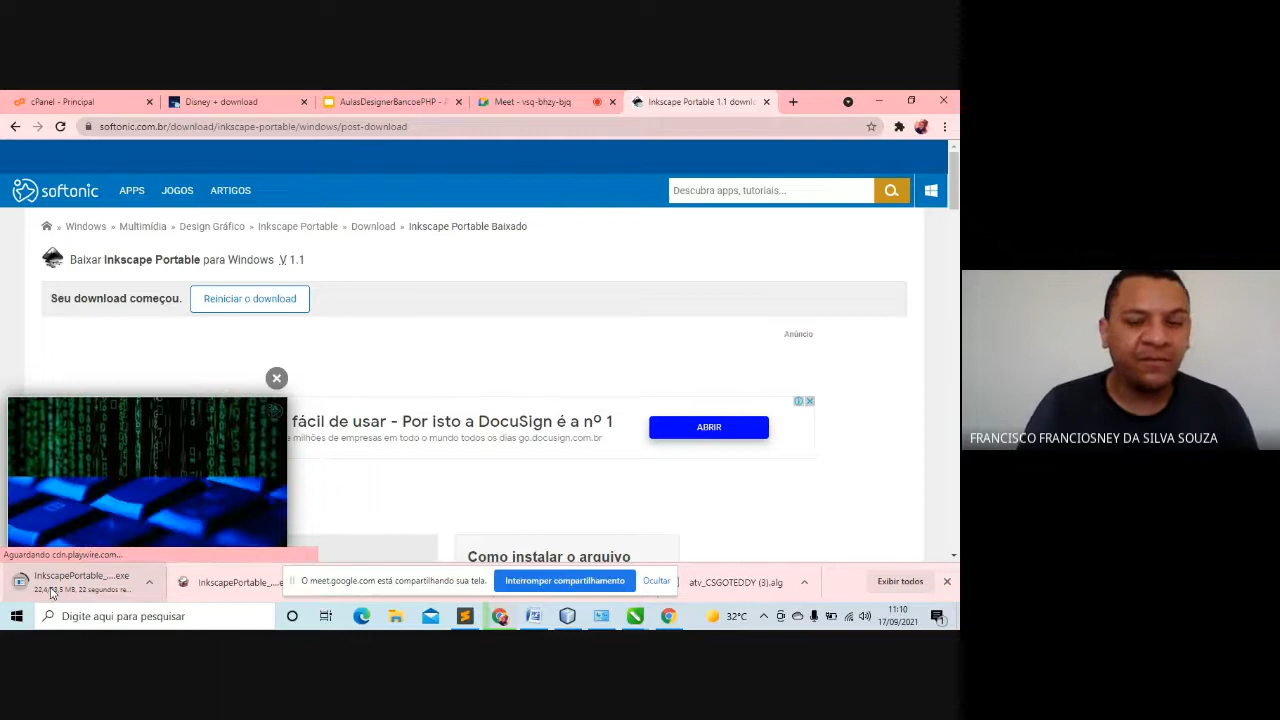 cPanel - Principal
Disney + download
AulasDesignerBancoePHP - A
Meet - vsq-bhzy-bjq
Inkscape Portable 1.1 downl
softonic.com.br/download/inkscape-portable/windows/post-download
softonic
APPS
JOGOS
ARTIGOS
Descubra apps, tutoriais...
» Windows » Multimídia » Design Gráfico » Inkscape Portable » Download » Inkscape Portable Baixado
Baixar Inkscape Portable para Windows V 1.1
Seu download começou.
Reiniciar o download
Anúncio
fácil de usar - Por isto a DocuSign é a nº 1
milhões de empresas em todo o mundo todos os dias go.docusign.com.br
ABRIR
FRANCISCO FRANCIOSNEY DA SILVA SOUZA
Como instalar o arquivo
Aguardando cdn.playwire.com...
InkscapePortable_....exe
MB, 22 segundos re...
InkscapePortable_....e
O meet.google.com está compartilhando sua tela.
Interromper compartilhamento
Ocultar
atv_CSGOTEDDY (3).alg
Exibir todos
Digite aqui para pesquisar
32°C
11:10
17/09/2021